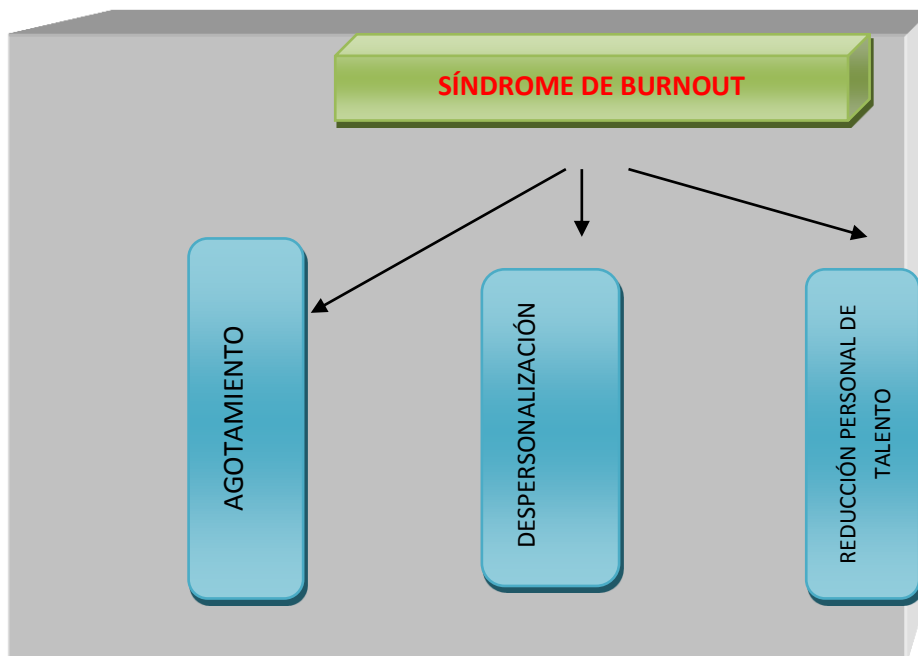 SÍNDROME DE BURNOUT
AGOTAMIENTO
DESPERSONALIZACIÓN
REDUCCIÓN PERSONAL DE
TALENTO